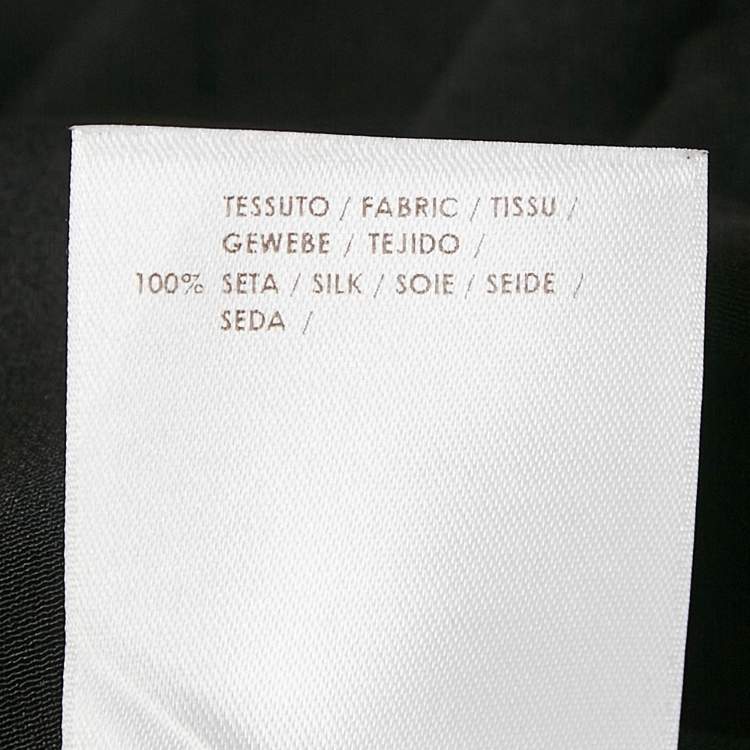 TESSUTO / FABRIC / TISSU /
GEWEBE / TEJIDO /
100% SETA / SILK / SOIE / SEIDE /
SEDA /